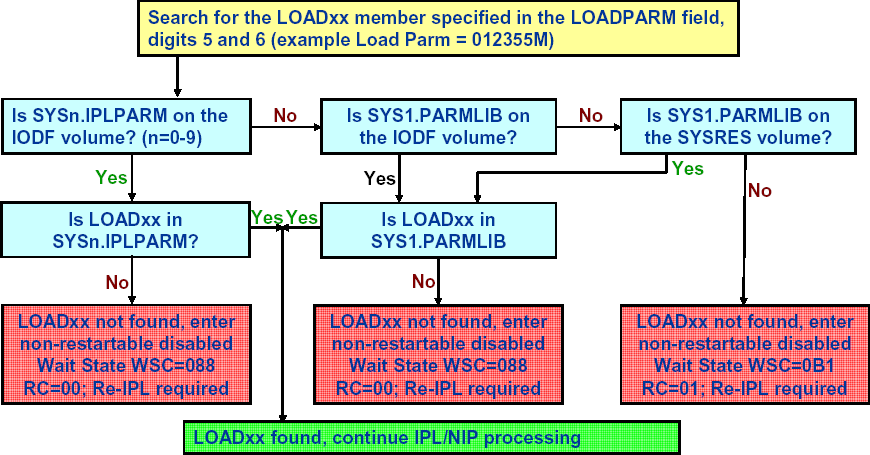 Search for the LOADxx member specified in the LOADPARM field,
digits 5 and 6 (example Load Parm = 012355M)
Is SYSn.IPLPARM on the
IODF volume? (n=0-9)
No
Is SYS1.PARMLIB on
the IODF volume?
No
Is SYS1.PARMLIB on
the SYSRES volume?
Yes
Yes
Yes
No
Is LOADxx in
SYSn.IPLPARM?
Yes
Yes
Is LOADxx in
SYS1.PARMLIB
No
No
LOADxx not found, enter
non-restartable disabled
Wait State WSC=088
RC=00; Re-IPL required
LOADxx not found, enter
non-restartable disabled
Wait State WSC=088
RC=00; Re-IPL required
LOADxx not found, enter
non-restartable disabled
Wait State WSC=0B1
RC=01; Re-IPL required
LOADxx found, continue IPL/NIP processing